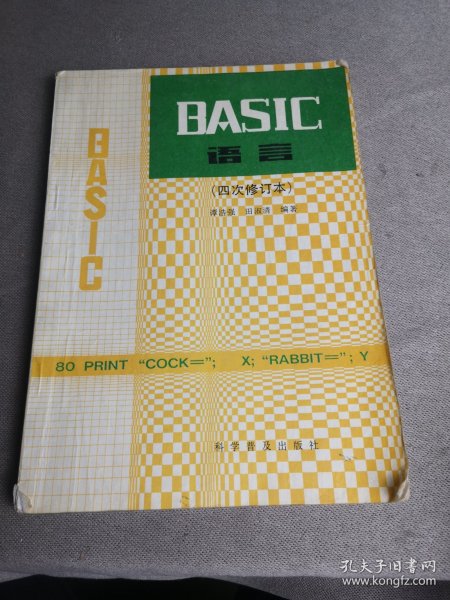 BASIC
BASIC
语言
(四次修订本)
谭浩强 田淑清 编著
80 PRINT “COCK=”; X; “RABBIT=”; Y
科学普及出版社
孔夫子旧书网
www.kongfz.com